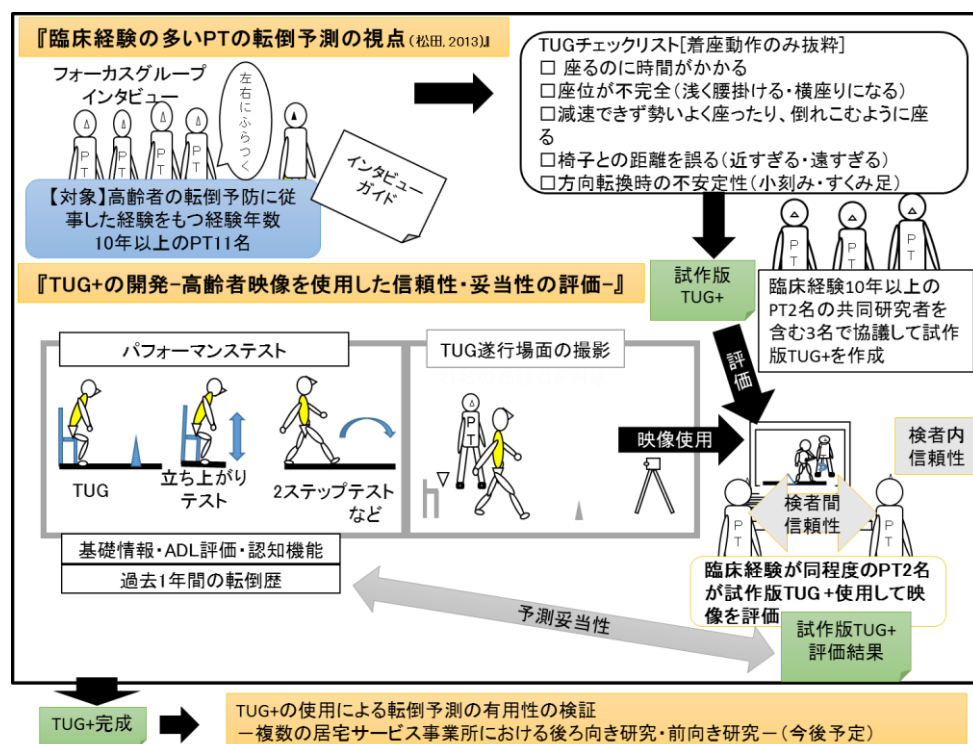 『臨床経験の多いPTの転倒予測の視点(松田, 2013)』
フォーカスグループ
インタビュー
左右にふらつく
PT
PT
PT
PT
インタビュー
ガイド
【対象】高齢者の転倒予防に従
事した経験をもつ経験年数
10年以上のPT11名
TUGチェックリスト[着座動作のみ抜粋]
□ 座るのに時間がかかる
□座位が不完全(浅く腰掛ける・横座りになる)
□減速できず勢いよく座ったり、倒れこむように座
る
□椅子との距離を誤る(近すぎる・遠すぎる)
□方向転換時の不安定性(小刻み・すくみ足)
PT
PT
PT
試作版
TUG+
臨床経験10年以上の
PT2名の共同研究者を
含む3名で協議して試作
版TUG+を作成
『TUG+の開発−高齢者映像を使用した信頼性・妥当性の評価−』
パフォーマンステスト
TUG
立ち上がり
テスト
2ステップテスト
など
TUG遂行場面の撮影
PT
映像使用
評価
検者内
信頼性
検者間
信頼性
PT
PT
臨床経験が同程度のPT2名
が試作版TUG+使用して映
像を評価
基礎情報・ADL評価・認知機能
過去1年間の転倒歴
予測妥当性
試作版TUG+
評価結果
TUG+完成
TUG+の使用による転倒予測の有用性の検証
−複数の居宅サービス事業所における後ろ向き研究・前向き研究−(今後予定)